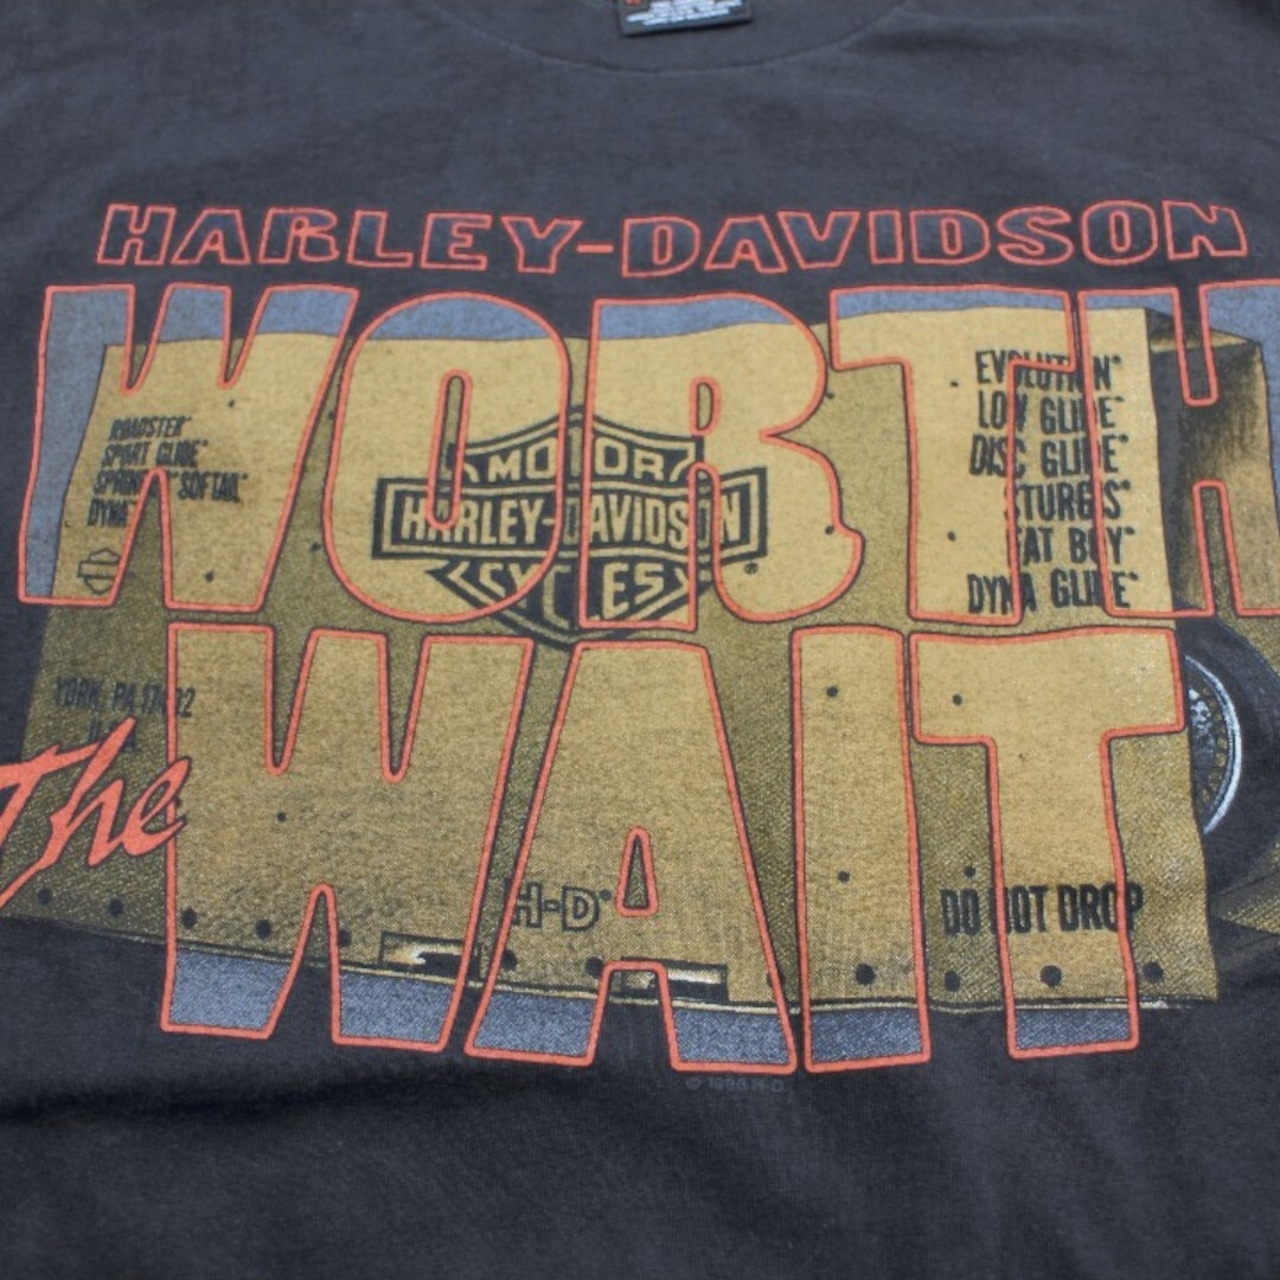 HARLEY-DAVIDSON
WORTH
The
WAIT
ROADSTER
SPORT GLIDE
SOFTAIL
DYNA
MOTOR
HARLEY-DAVIDSON
CYCLES
®
EVOLUTION
LOW GLIDE
DISC GLIDE
STURGIS
FAT BOY
DYNA GLIDE
YORK, PA
H-D
DO NOT DROP
H-D